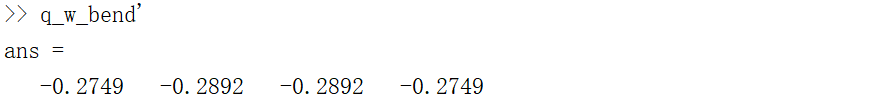 >> q_w_bend'
ans =
-0.2749 -0.2892 -0.2892 -0.2749